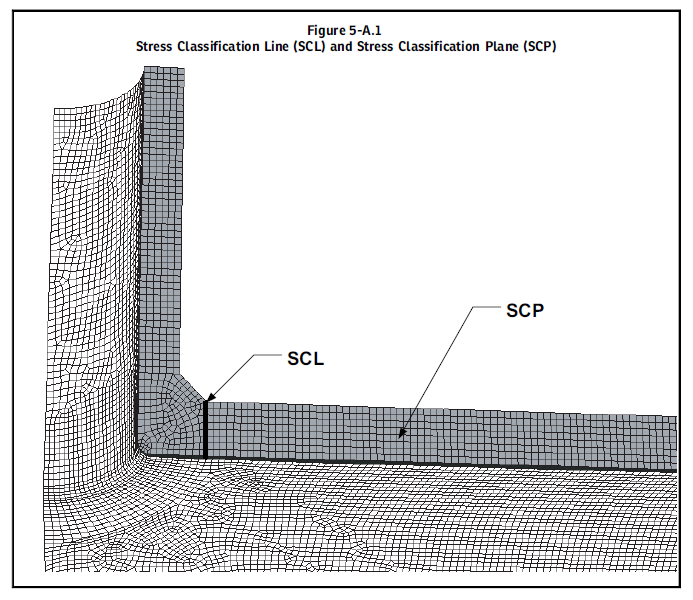 Figure 5-A.1
Stress Classification Line (SCL) and Stress Classification Plane (SCP)
SCP
SCL